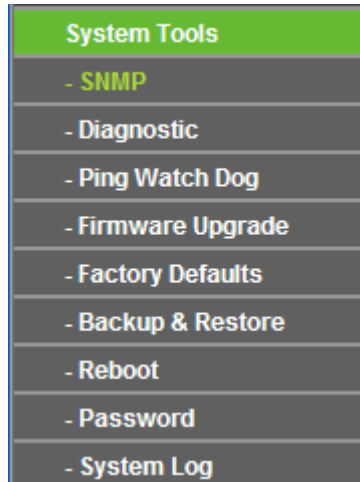 System Tools
- SNMP
- Diagnostic
- Ping Watch Dog
- Firmware Upgrade
- Factory Defaults
- Backup & Restore
- Reboot
- Password
- System Log